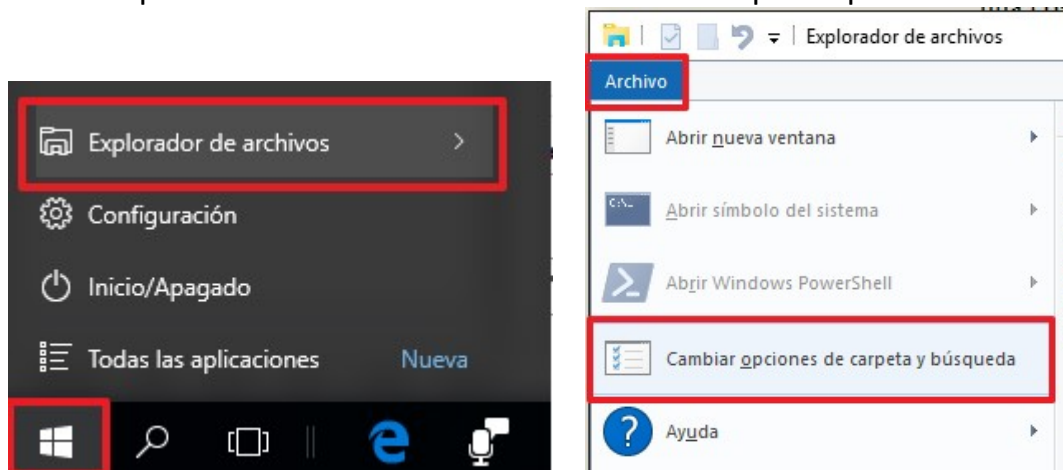 Explorador de archivos
Configuración
Inicio/Apagado
Todas las aplicaciones Nueva
Explorador de archivos
Archivo
Abrir nueva ventana
C:\_
Abrir símbolo del sistema
Abrir Windows PowerShell
Cambiar opciones de carpeta y búsqueda
Ayuda